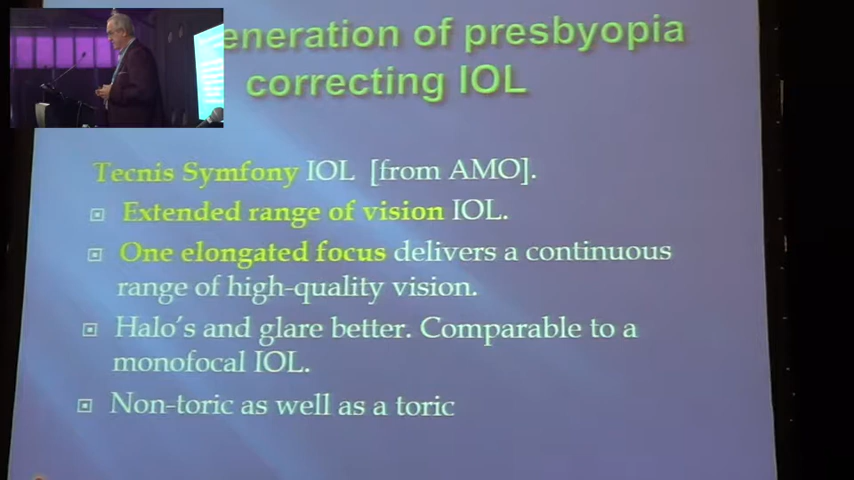 eneration of presbyopia
correcting IOL
Tecnis Symfony IOL [from AMO].
Extended range of vision IOL.
One elongated focus delivers a continuous
range of high-quality vision.
Halo's and glare better. Comparable to a
monofocal IOL.
Non-toric as well as a toric